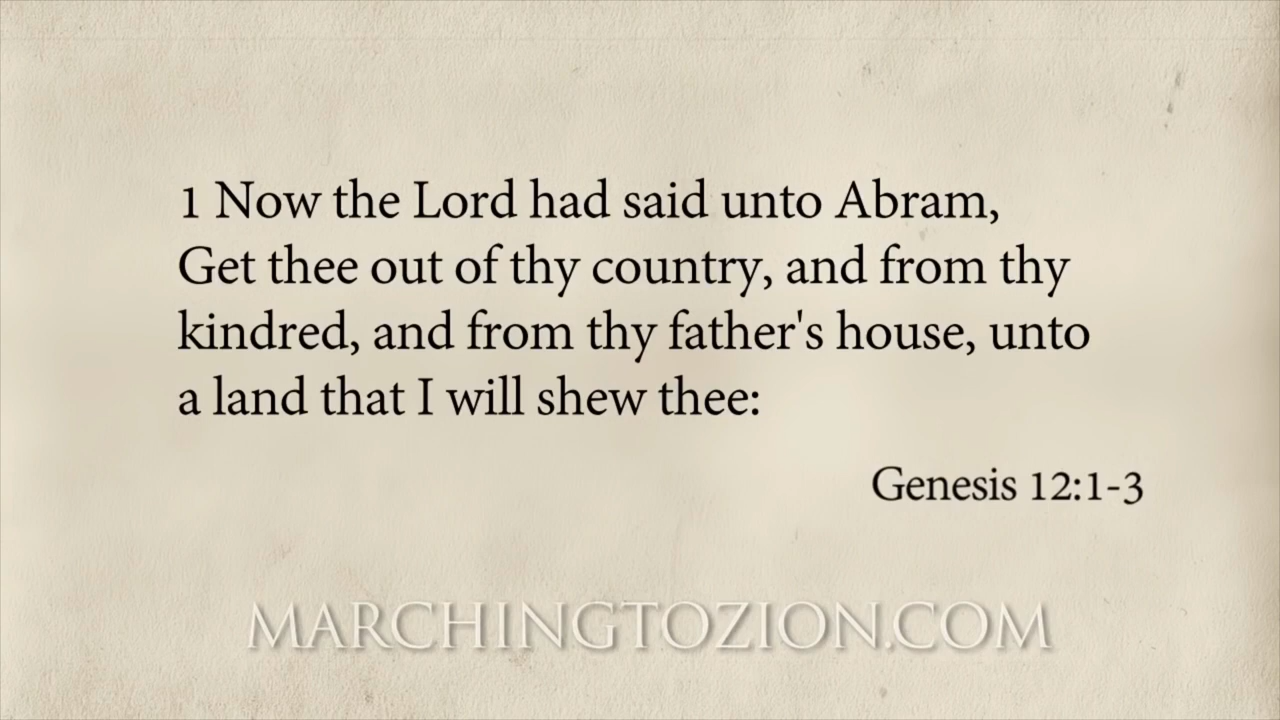 1 Now the Lord had said unto Abram,
Get thee out of thy country, and from thy
kindred, and from thy father's house, unto
a land that I will shew thee:
Genesis 12:1-3
MARCHINGTOZION.COM